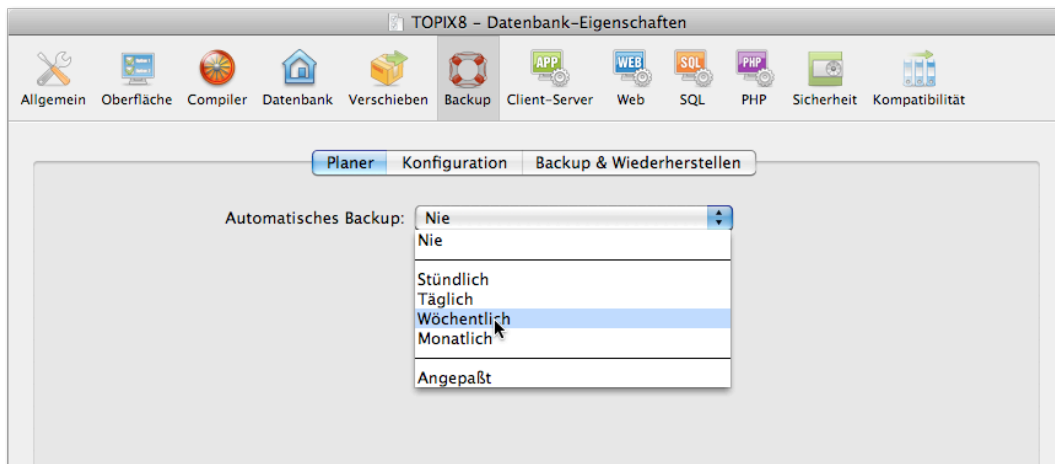 TOPIX8 – Datenbank-Eigenschaften
APP WEB SQL PHP
Allgemein Oberfläche Compiler Datenbank Verschieben Backup Client-Server Web SQL PHP Sicherheit Kompatibilität
Planer Konfiguration Backup & Wiederherstellen
Automatisches Backup: Nie
Nie
Stündlich
Täglich
Wöchentlich
Monatlich
Angepaßt